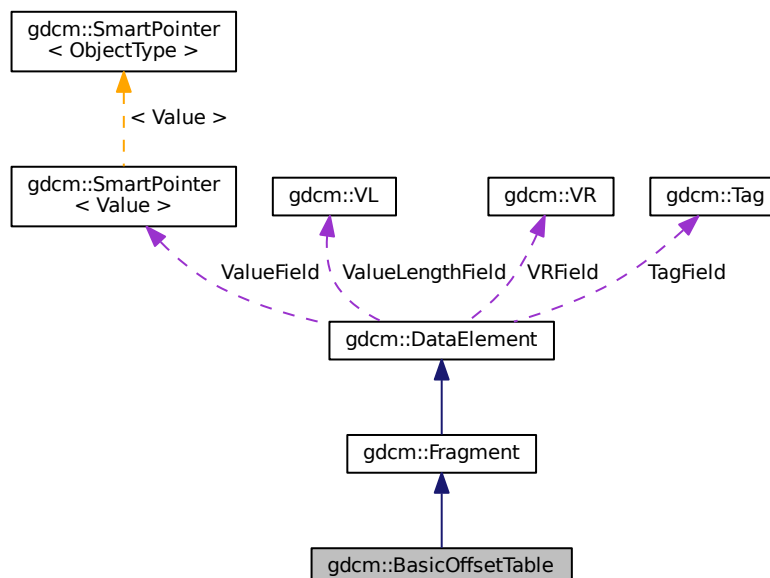 gdcm::SmartPointer
< ObjectType >
< Value >
gdcm::SmartPointer
< Value >
gdcm::VL
gdcm::VR
gdcm::Tag
ValueField
ValueLengthField
VRField
TagField
gdcm::DataElement
gdcm::Fragment
gdcm::BasicOffsetTable